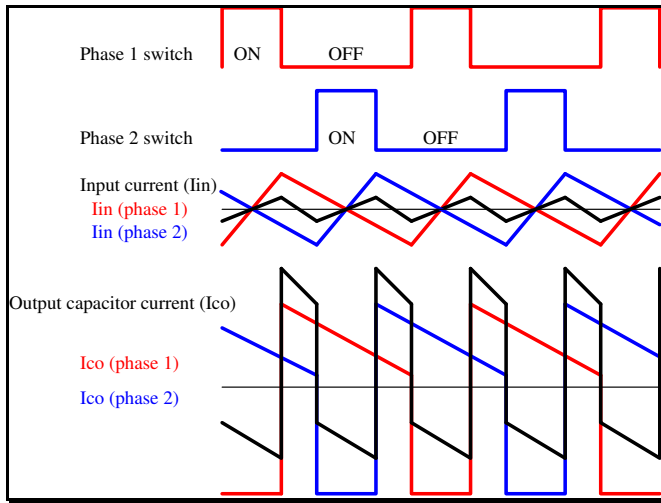 Phase 1 switch ON OFF
Phase 2 switch ON OFF
Input current (Iin)
Iin (phase 1)
Iin (phase 2)
Output capacitor current (Ico)
Ico (phase 1)
Ico (phase 2)